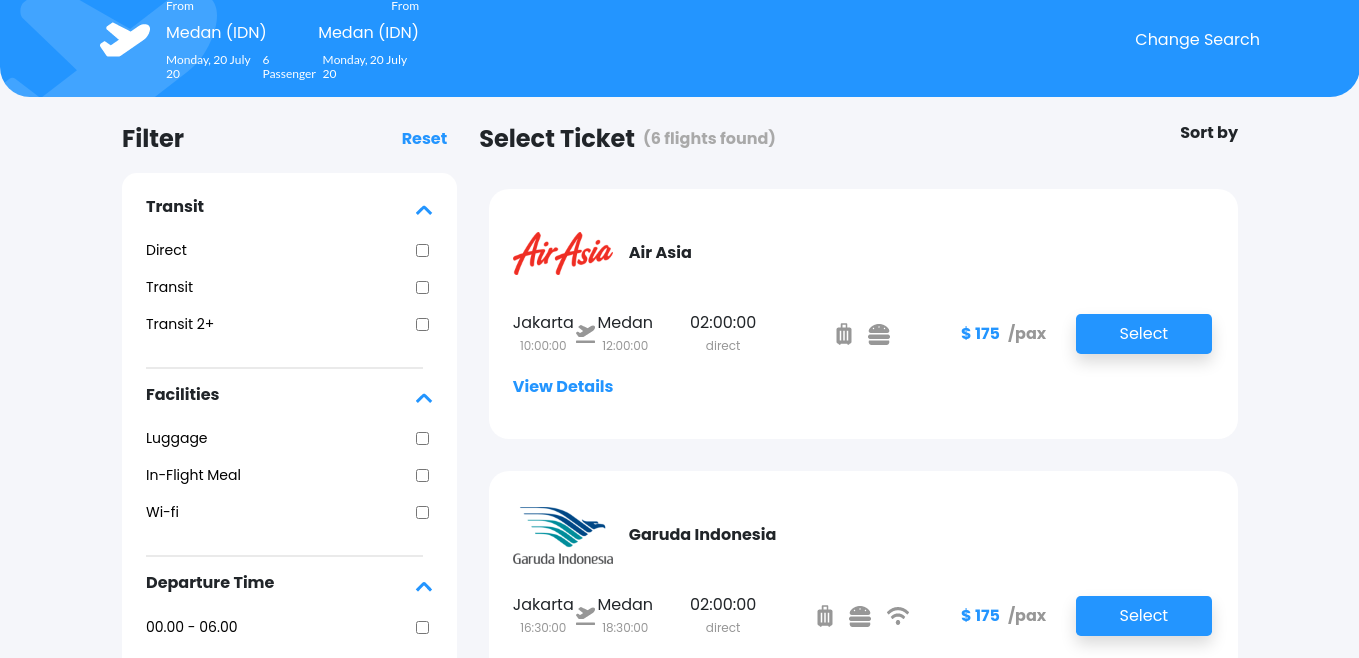 From From
Medan (IDN) Medan (IDN)
Monday, 20 July 20 6 Passenger Monday, 20 July 20
Change Search
Filter Reset
Select Ticket (6 flights found) Sort by
Transit
Direct
Transit
Transit 2+
Facilities
Luggage
In-Flight Meal
Wi-fi
Departure Time
00.00 - 06.00
AirAsia Air Asia
Jakarta Medan 02:00:00
10:00:00 12:00:00 direct
$ 175 /pax Select
View Details
Garuda Indonesia Garuda Indonesia
Jakarta Medan 02:00:00
16:30:00 18:30:00 direct
$ 175 /pax Select